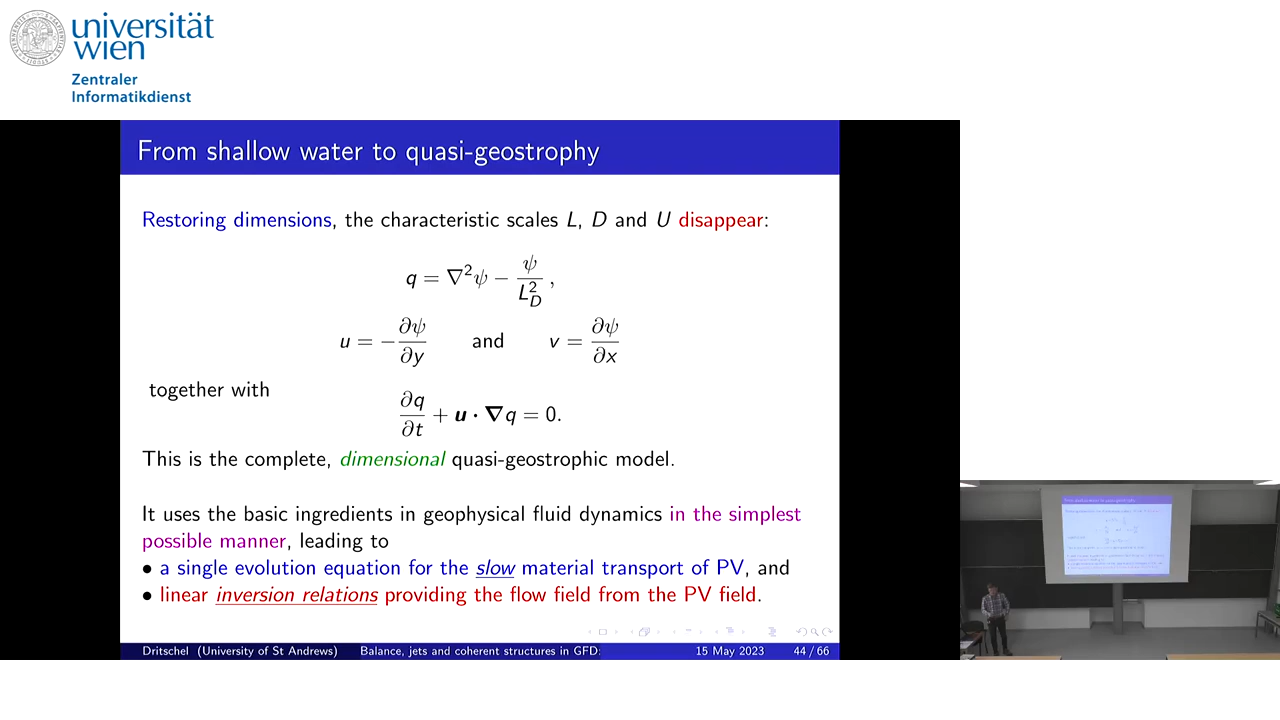 universität
wien
Zentraler
Informatikdienst
From shallow water to quasi-geostrophy
Restoring dimensions, the characteristic scales L, D and U disappear:
q = ∇²ψ − ψ/L_D² ,
u = −∂ψ/∂y and v = ∂ψ/∂x
together with
∂q/∂t + u · ∇q = 0.
This is the complete, dimensional quasi-geostrophic model.
It uses the basic ingredients in geophysical fluid dynamics in the simplest
possible manner, leading to
• a single evolution equation for the slow material transport of PV, and
• linear inversion relations providing the flow field from the PV field.
Dritschel (University of St Andrews) Balance, jets and coherent structures in GFD: 15 May 2023 44 / 66